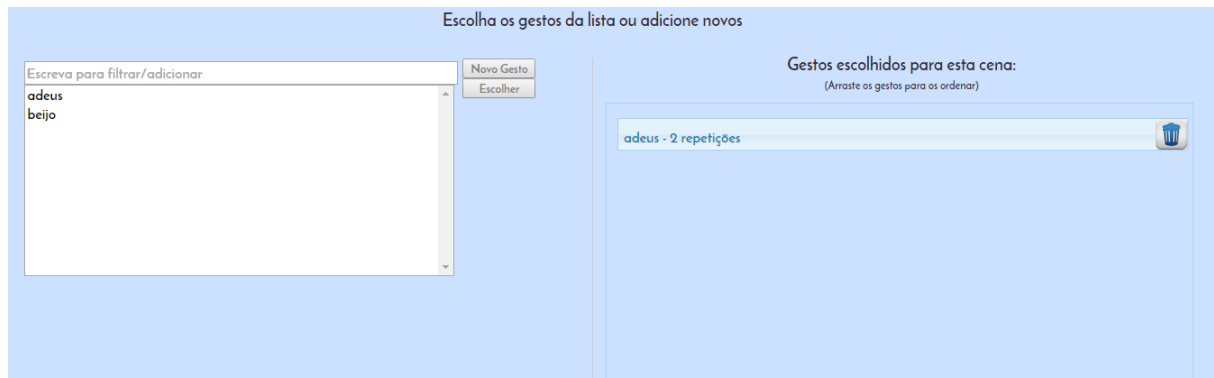 Escolha os gestos da lista ou adicione novos
Escreva para filtrar/adicionar
Novo Gesto
Escolher
adeus
beijo
Gestos escolhidos para esta cena:
(Arraste os gestos para os ordenar)
adeus - 2 repetições